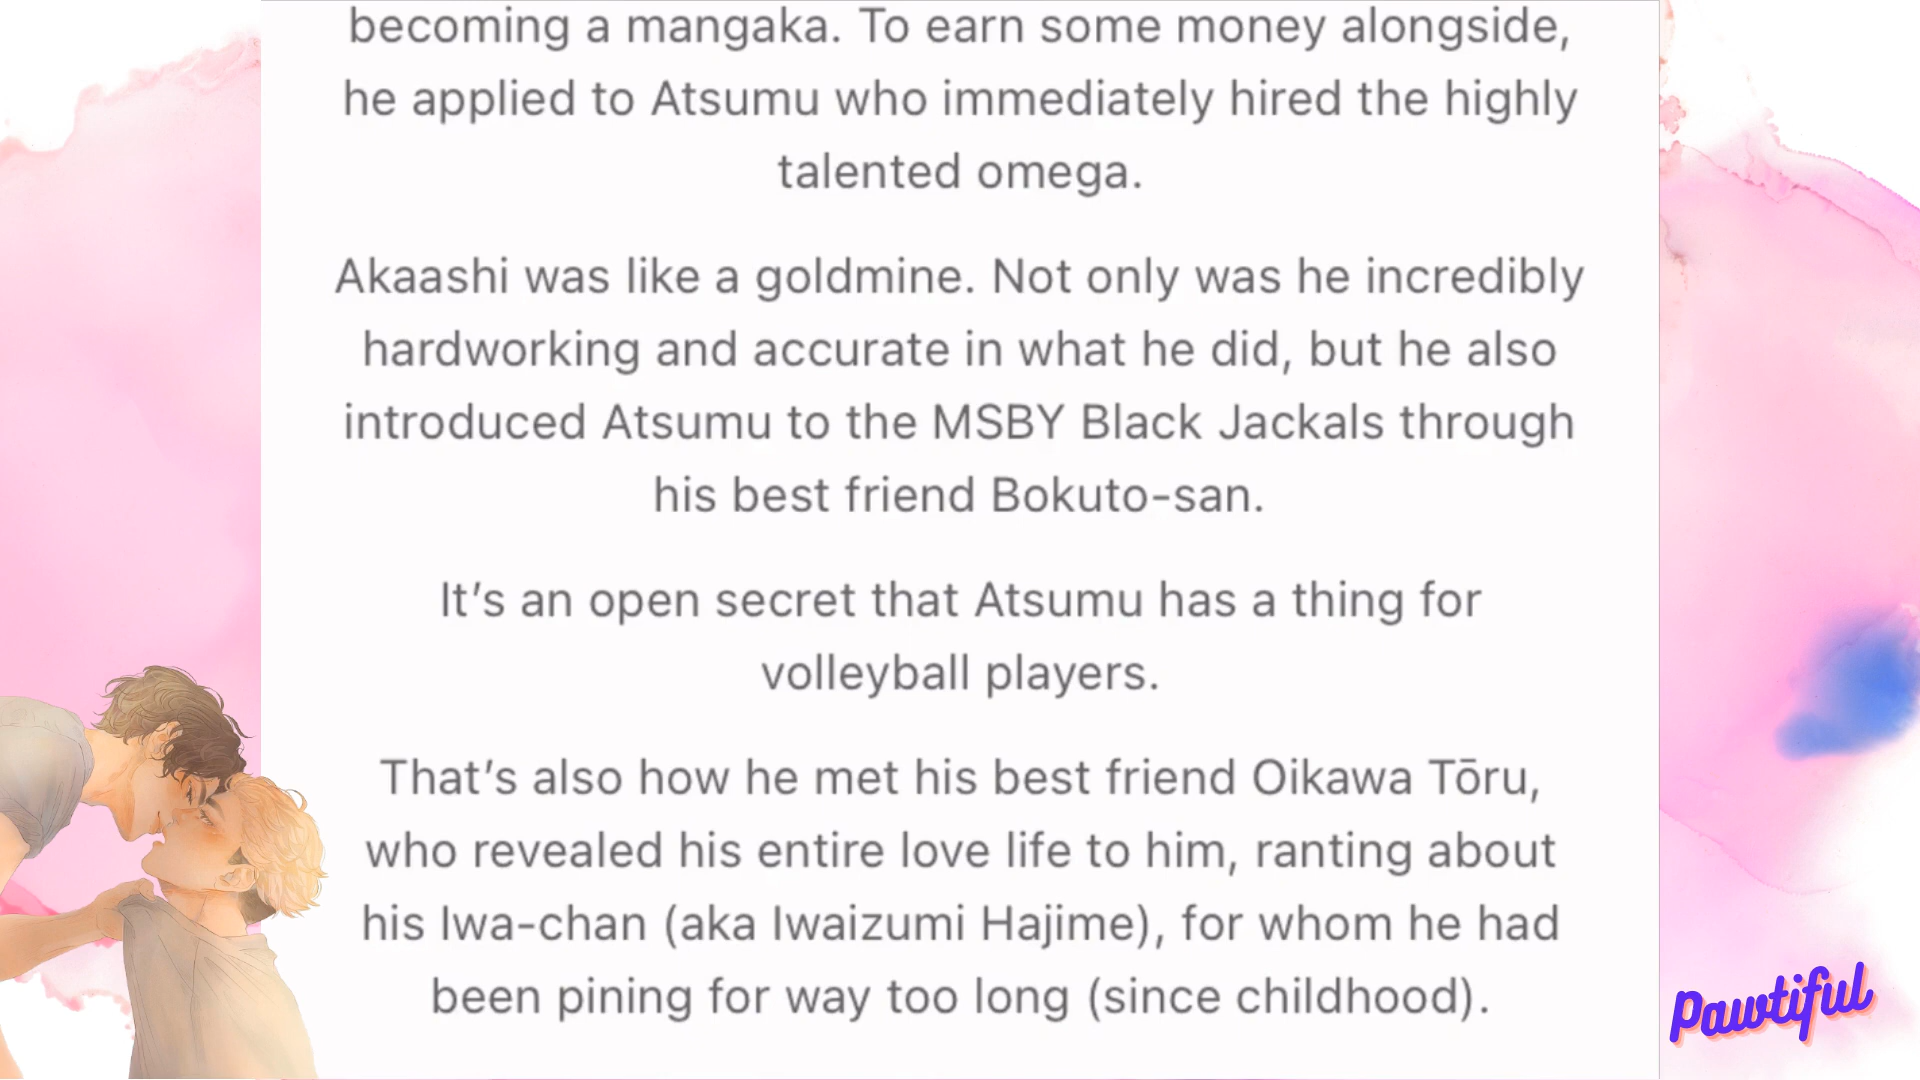 becoming a mangaka. To earn some money alongside,
he applied to Atsumu who immediately hired the highly
talented omega.
Akaashi was like a goldmine. Not only was he incredibly
hardworking and accurate in what he did, but he also
introduced Atsumu to the MSBY Black Jackals through
his best friend Bokuto-san.
It’s an open secret that Atsumu has a thing for
volleyball players.
That’s also how he met his best friend Oikawa Tōru,
who revealed his entire love life to him, ranting about
his Iwa-chan (aka Iwaizumi Hajime), for whom he had
been pining for way too long (since childhood).
Pawtiful